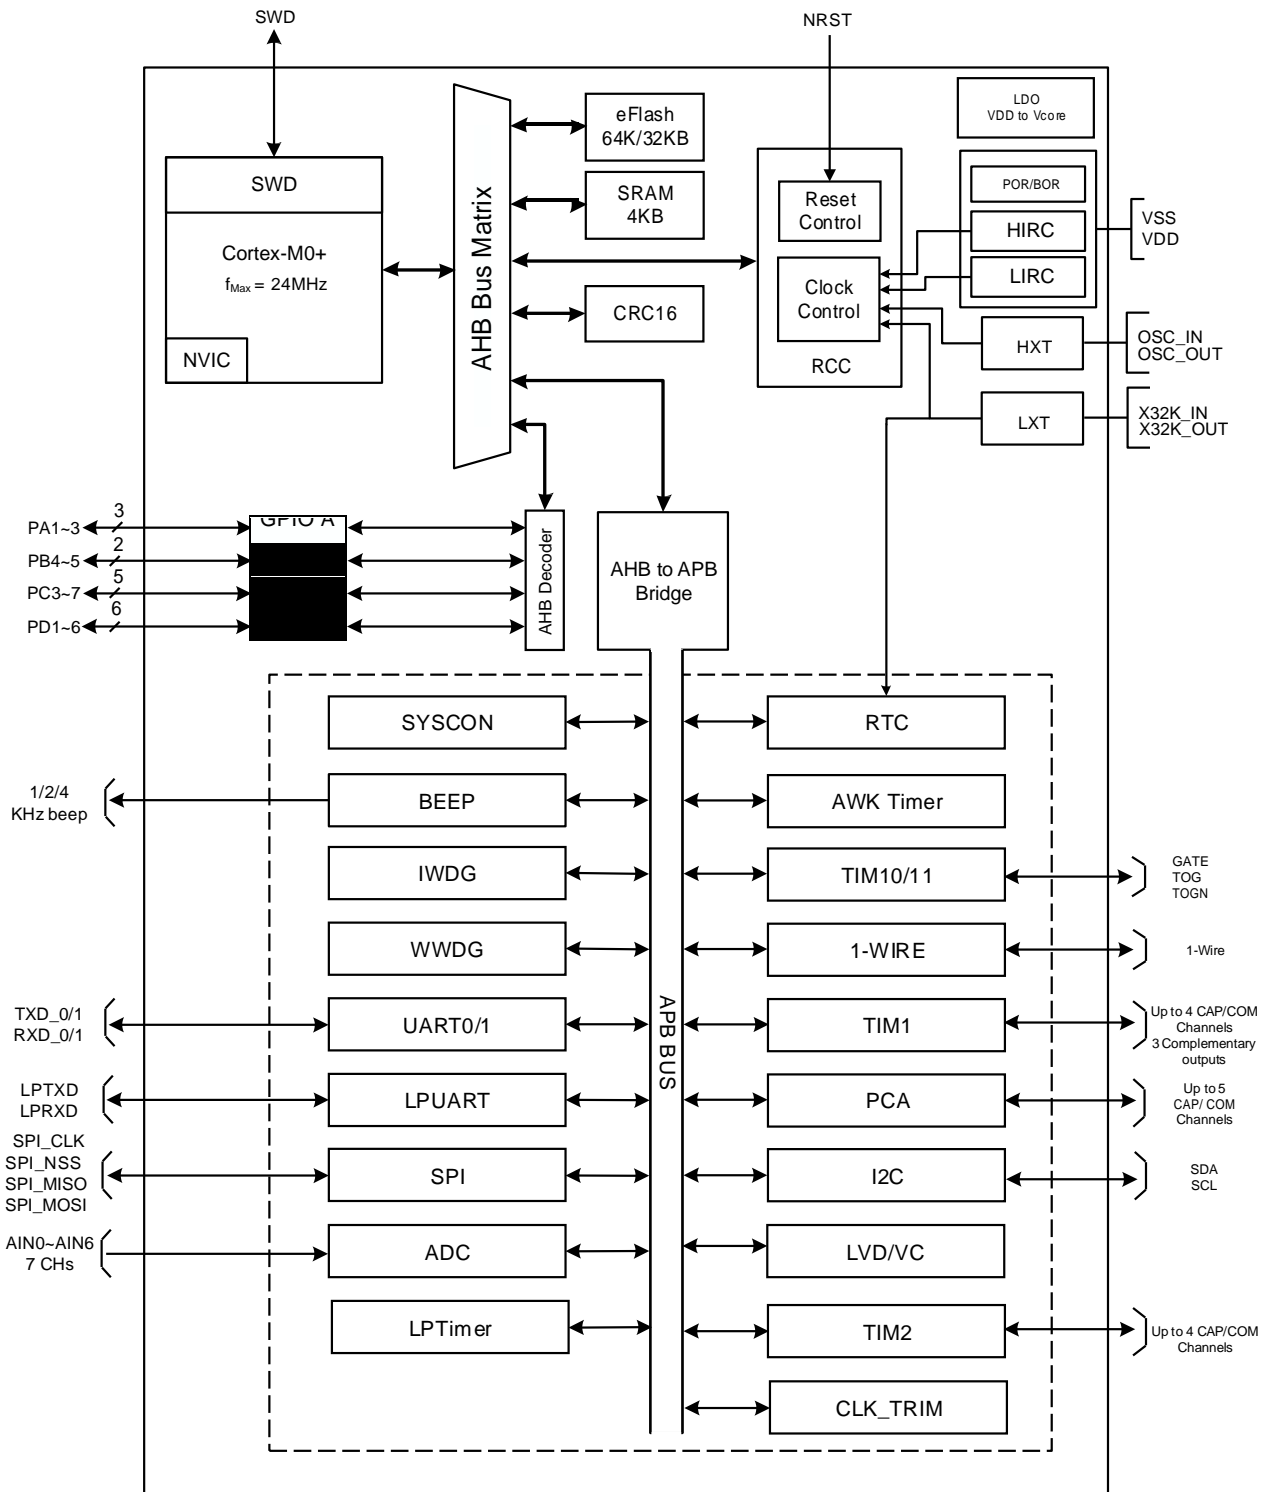 SWD
NRST
LDO
VDD to Vcore
eFlash
64K/32KB
SWD
SRAM
4KB
Reset
Control
POR/BOR
HIRC
LIRC
VSS
VDD
Cortex-M0+
fMax = 24MHz
AHB Bus Matrix
Clock
Control
CRC16
NVIC
RCC
HXT
OSC_IN
OSC_OUT
LXT
X32K_IN
X32K_OUT
PA1~3
3
GPIO A
PB4~5
2
PC3~7
5
PD1~6
6
AHB Decoder
AHB to APB
Bridge
SYSCON
RTC
1/2/4
KHz beep
BEEP
AWK Timer
IWDG
TIM10/11
GATE
TOG
TOGN
WWDG
1-WIRE
1-Wire
APB BUS
TXD_0/1
RXD_0/1
UART0/1
TIM1
Up to 4 CAP/COM
Channels
3 Complementary
outputs
LPTXD
LPRXD
LPUART
PCA
Up to 5
CAP/ COM
Channels
SPI_CLK
SPI_NSS
SPI_MISO
SPI_MOSI
SPI
I2C
SDA
SCL
AIN0~AIN6
7 CHs
ADC
LVD/VC
LPTimer
TIM2
Up to 4 CAP/COM
Channels
CLK_TRIM